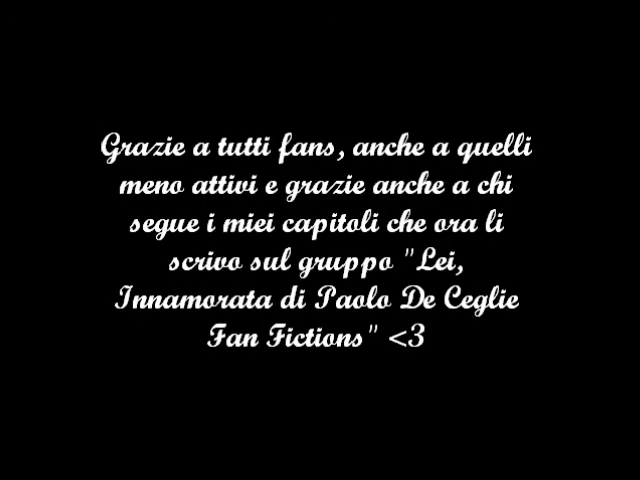 Grazie a tutti fans, anche a quelli
meno attivi e grazie anche a chi
segue i miei capitoli che ora li
scrivo sul gruppo "Lei,
Innamorata di Paolo De Ceglie
Fan Fictions" <3